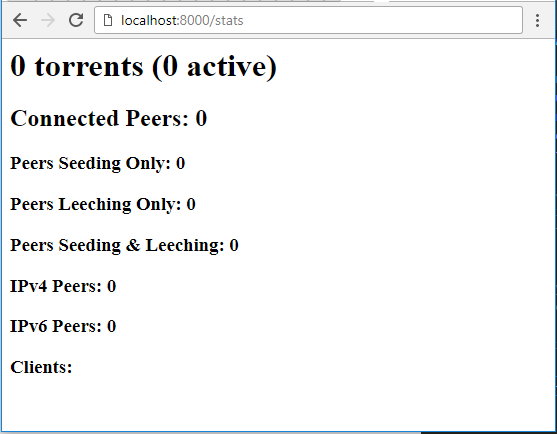 localhost:8000/stats
0 torrents (0 active)
Connected Peers: 0
Peers Seeding Only: 0
Peers Leeching Only: 0
Peers Seeding & Leeching: 0
IPv4 Peers: 0
IPv6 Peers: 0
Clients: